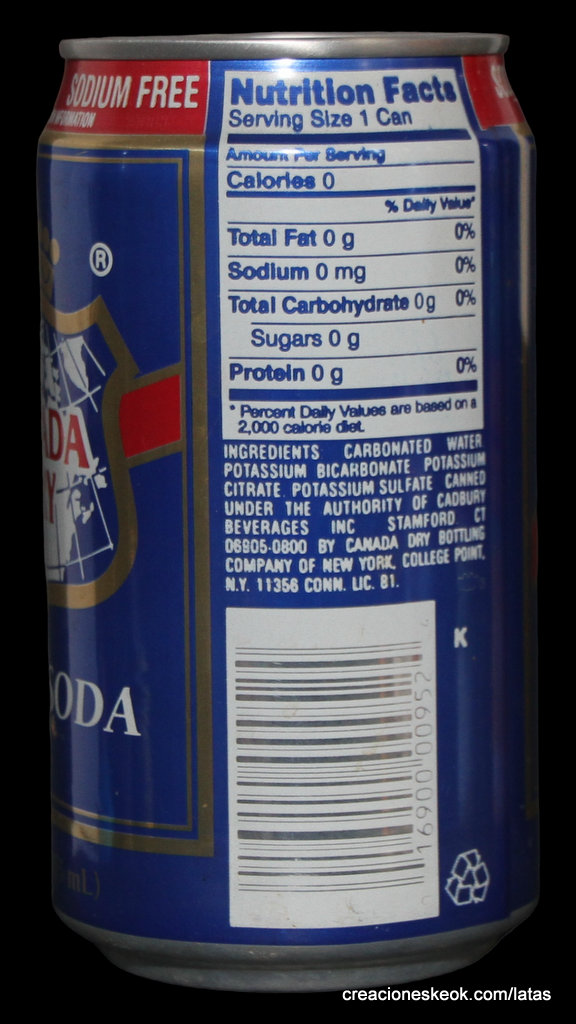 SODIUM FREE
INFORMATION
®
ADA
Y
SODA
mL)
Nutrition Facts
Serving Size 1 Can
Amount Per Serving
Calories 0
% Daily Value*
Total Fat 0 g 0%
Sodium 0 mg 0%
Total Carbohydrate 0g 0%
Sugars 0 g
Protein 0 g 0%
* Percent Daily Values are based on a
2,000 calorie diet.
INGREDIENTS CARBONATED WATER
POTASSIUM BICARBONATE POTASSIUM
CITRATE POTASSIUM SULFATE CANNED
UNDER THE AUTHORITY OF CADBURY
BEVERAGES INC STAMFORD CT
06905-0800 BY CANADA DRY BOTTLING
COMPANY OF NEW YORK, COLLEGE POINT,
N.Y. 11356 CONN. LIC. 81.
K
16900 00952
creacioneskeok.com/latas